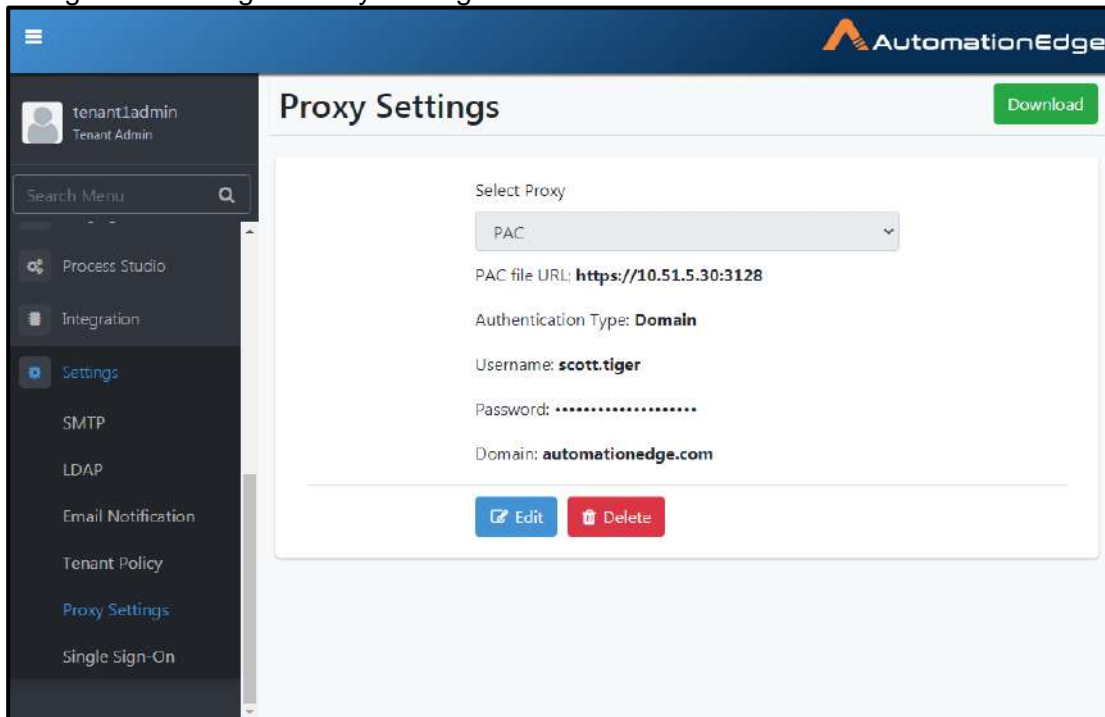 AutomationEdge
tenant1admin
Tenant Admin
Search Menu
Process Studio
Integration
Settings
SMTP
LDAP
Email Notification
Tenant Policy
Proxy Settings
Single Sign-On
Proxy Settings
Download
Select Proxy
PAC
PAC file URL: https://10.51.5.30:3128
Authentication Type: Domain
Username: scott.tiger
Password: ••••••••••••••••••••
Domain: automationedge.com
Edit
Delete